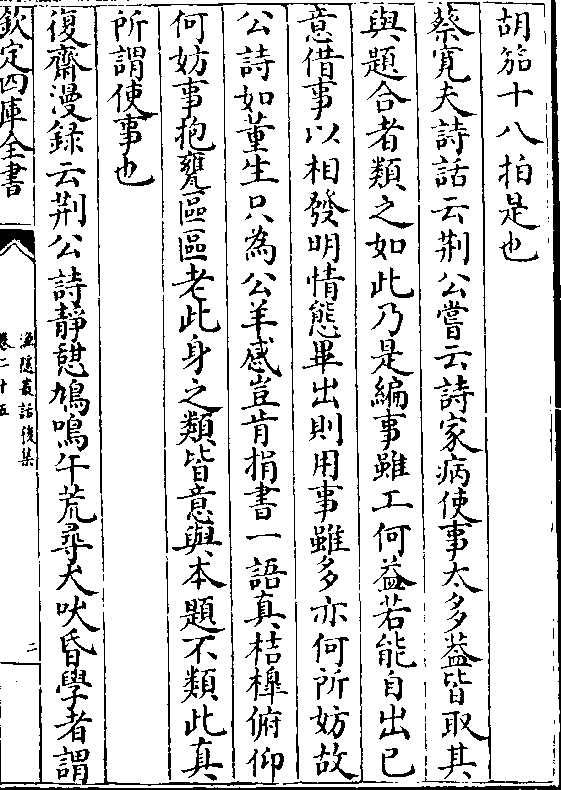 胡笳十八拍是也
蔡寛夫詩話云荆公嘗云詩家病使事太多葢皆取其
與題合者類之如此乃是編事雖工何益若能自出己
意借事以相發明情態畢出則用事雖多亦何所妨故
公詩如董生只為公羊感豈肯捐書一語真桔橰俯仰
何妨事抱甕區區老此身之類皆意與本題不類此真
所謂使事也
復齋漫錄云荆公詩靜憇鳩鳴午荒尋犬吠昏學者謂
欽定四庫全書
漁隠叢話後集
卷二十五
二